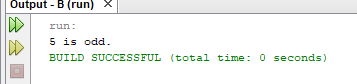 Output - B (run) ×
run:
5 is odd.
BUILD SUCCESSFUL (total time: 0 seconds)